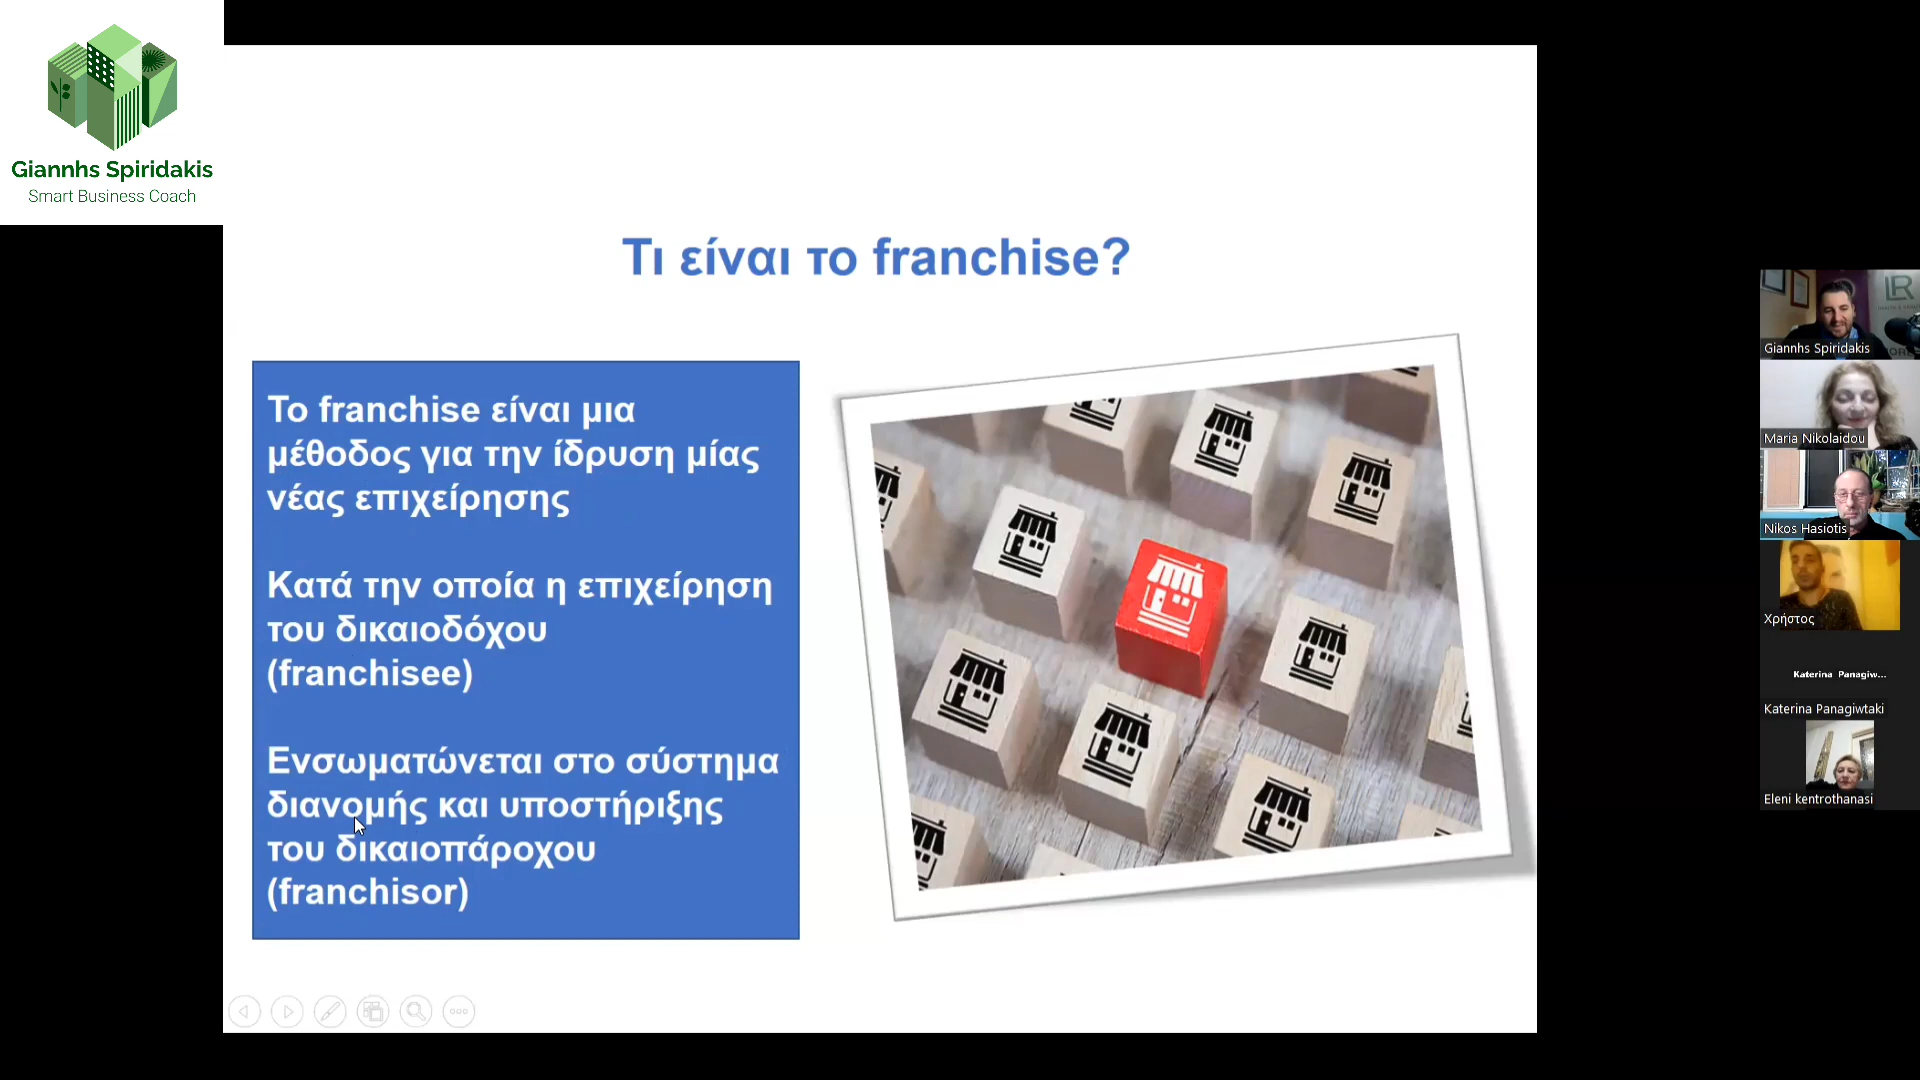 Giannhs Spiridakis
Smart Business Coach
Τι είναι το franchise?
Το franchise είναι μια
μέθοδος για την ίδρυση μίας
νέας επιχείρησης
Κατά την οποία η επιχείρηση
του δικαιοδόχου
(franchisee)
Ενσωματώνεται στο σύστημα
διανομής και υποστήριξης
του δικαιοπάροχου
(franchisor)
LR
Giannhs Spiridakis
Maria Nikolaidou
Nikos Hasiotis
Χρήστος
Katerina Panagiw...
Katerina Panagiwtaki
Eleni kentrothanasi